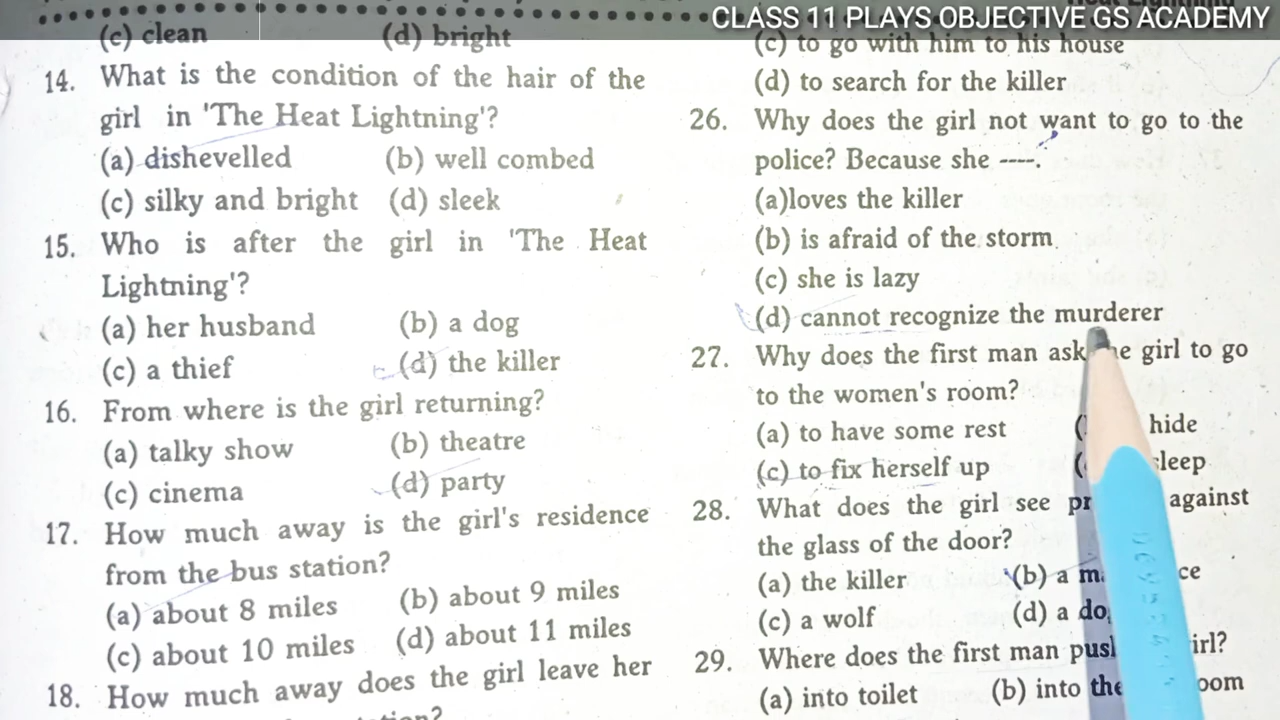 CLASS 11 PLAYS OBJECTIVE GS ACADEMY
(c) clean (d) bright
14. What is the condition of the hair of the
girl in 'The Heat Lightning'?
(a) dishevelled (b) well combed
(c) silky and bright (d) sleek
15. Who is after the girl in 'The Heat
Lightning'?
(a) her husband (b) a dog
(c) a thief (d) the killer
16. From where is the girl returning?
(a) talky show (b) theatre
(c) cinema (d) party
17. How much away is the girl's residence
from the bus station?
(a) about 8 miles (b) about 9 miles
(c) about 10 miles (d) about 11 miles
18. How much away does the girl leave her
(c) to go with him to his house
(d) to search for the killer
26. Why does the girl not want to go to the
police? Because she ----.
(a)loves the killer
(b) is afraid of the storm
(c) she is lazy
(d) cannot recognize the murderer
27. Why does the first man ask girl to go
to the women's room?
(a) to have some rest hide
(c) to fix herself up sleep
28. What does the girl see against
the glass of the door?
(a) the killer (b) a
(c) a wolf (d) a
29. Where does the first man
(a) into toilet (b) into the